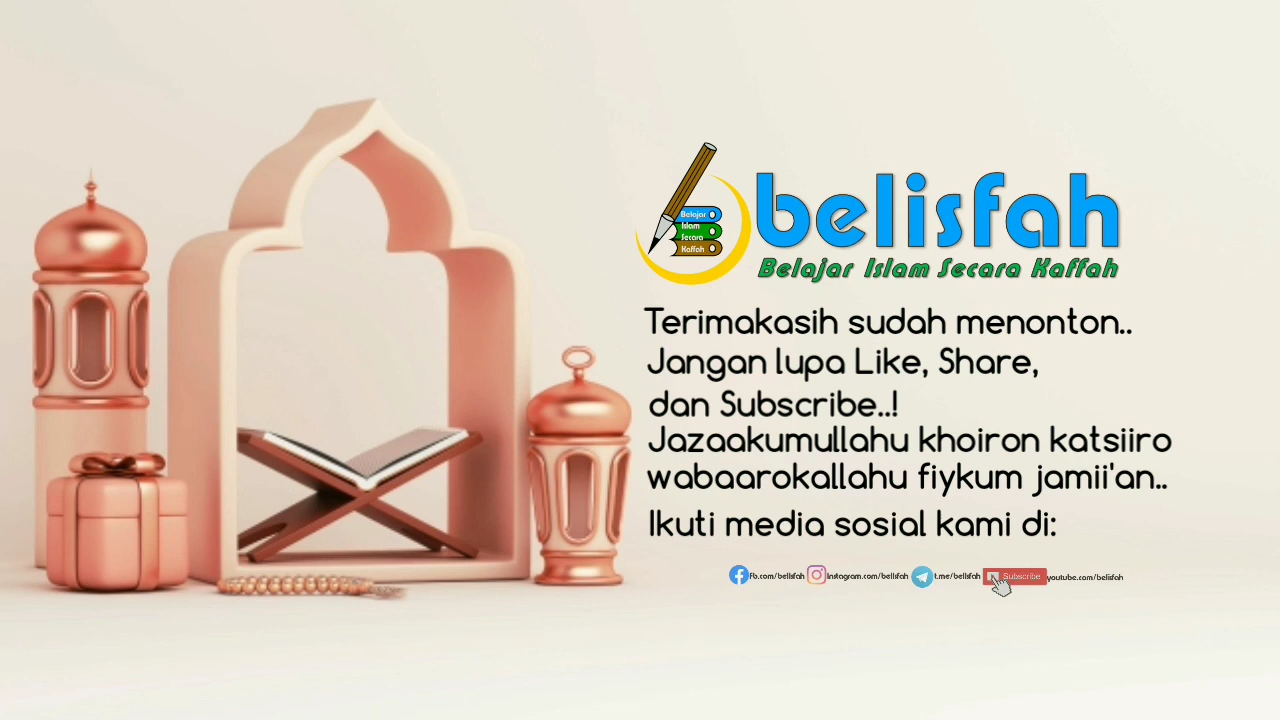 belisfah
Belajar
Islam
Secara
Kaffah
Belajar Islam Secara Kaffah
Terimakasih sudah menonton..
Jangan lupa Like, Share,
dan Subscribe..!
Jazaakumullahu khoiron katsiiro
wabaarokallahu fiykum jamii'an..
Ikuti media sosial kami di:
Fb.com/belisfah Instagram.com/belisfah t.me/belisfah Subscribe youtube.com/belisfah